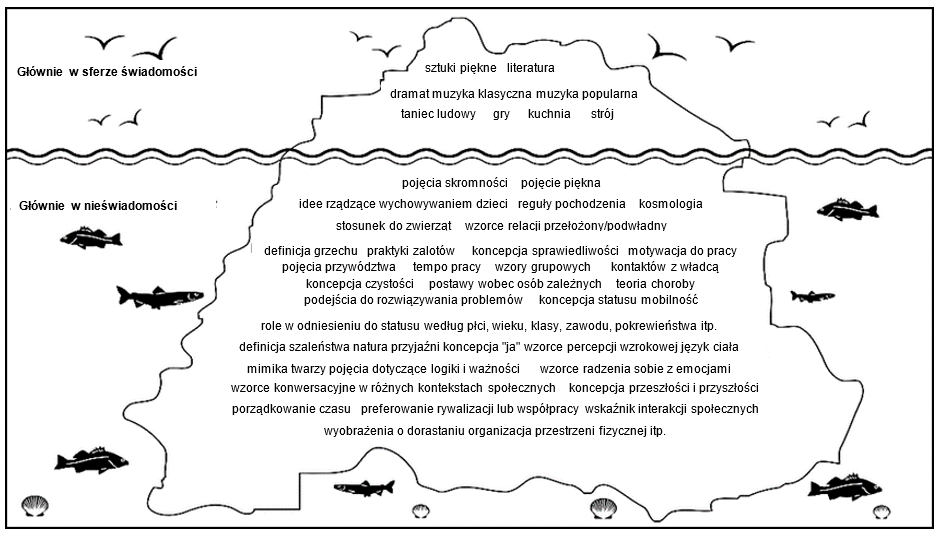 sztuki piękne literatura
Głównie w sferze świadomości
dramat muzyka klasyczna muzyka popularna
taniec ludowy gry kuchnia strój
pojęcia skromności pojęcie piękna
Głównie w nieświadomości
idee rządzące wychowywaniem dzieci reguły pochodzenia kosmologia
stosunek do zwierząt wzorce relacji przełożony/podwładny
definicja grzechu praktyki zalotów koncepcja sprawiedliwości motywacja do pracy
pojęcia przywództwa tempo pracy wzory grupowych kontaktów z władcą
koncepcja czystości postawy wobec osób zależnych teoria choroby
podejścia do rozwiązywania problemów koncepcja statusu mobilność
role w odniesieniu do statusu według płci, wieku, klasy, zawodu, pokrewieństwa itp.
definicja szaleństwa natura przyjaźni koncepcja "ja" wzorce percepcji wzrokowej język ciała
mimika twarzy pojęcia dotyczące logiki i ważności wzorce radzenia sobie z emocjami
wzorce konwersacyjne w różnych kontekstach społecznych koncepcja przeszłości i przyszłości
porządkowanie czasu preferowanie rywalizacji lub współpracy wskaźnik interakcji społecznych
wyobrażenia o dorastaniu organizacja przestrzeni fizycznej itp.